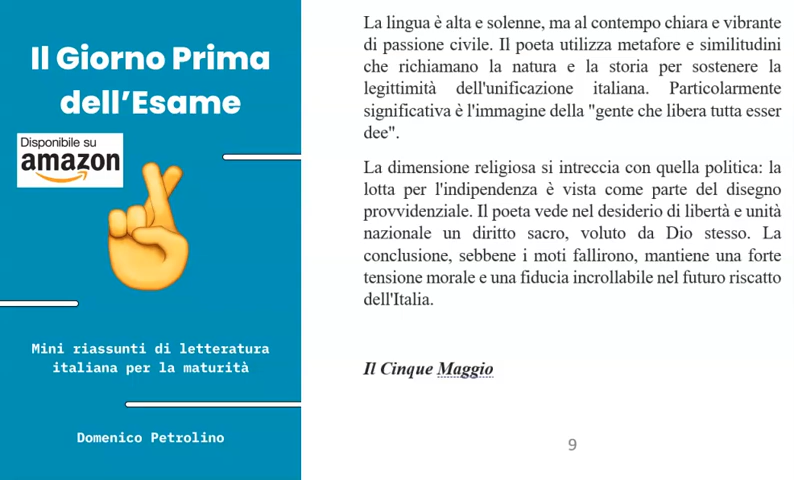 Il Giorno Prima
dell'Esame
Disponibile su
amazon
Mini riassunti di letteratura
italiana per la maturità
Domenico Petrolino
La lingua è alta e solenne, ma al contempo chiara e vibrante
di passione civile. Il poeta utilizza metafore e similitudini
che richiamano la natura e la storia per sostenere la
legittimità dell'unificazione italiana. Particolarmente
significativa è l'immagine della "gente che libera tutta esser
dee".
La dimensione religiosa si intreccia con quella politica: la
lotta per l'indipendenza è vista come parte del disegno
provvidenziale. Il poeta vede nel desiderio di libertà e unità
nazionale un diritto sacro, voluto da Dio stesso. La
conclusione, sebbene i moti fallirono, mantiene una forte
tensione morale e una fiducia incrollabile nel futuro riscatto
dell'Italia.
Il Cinque Maggio
9